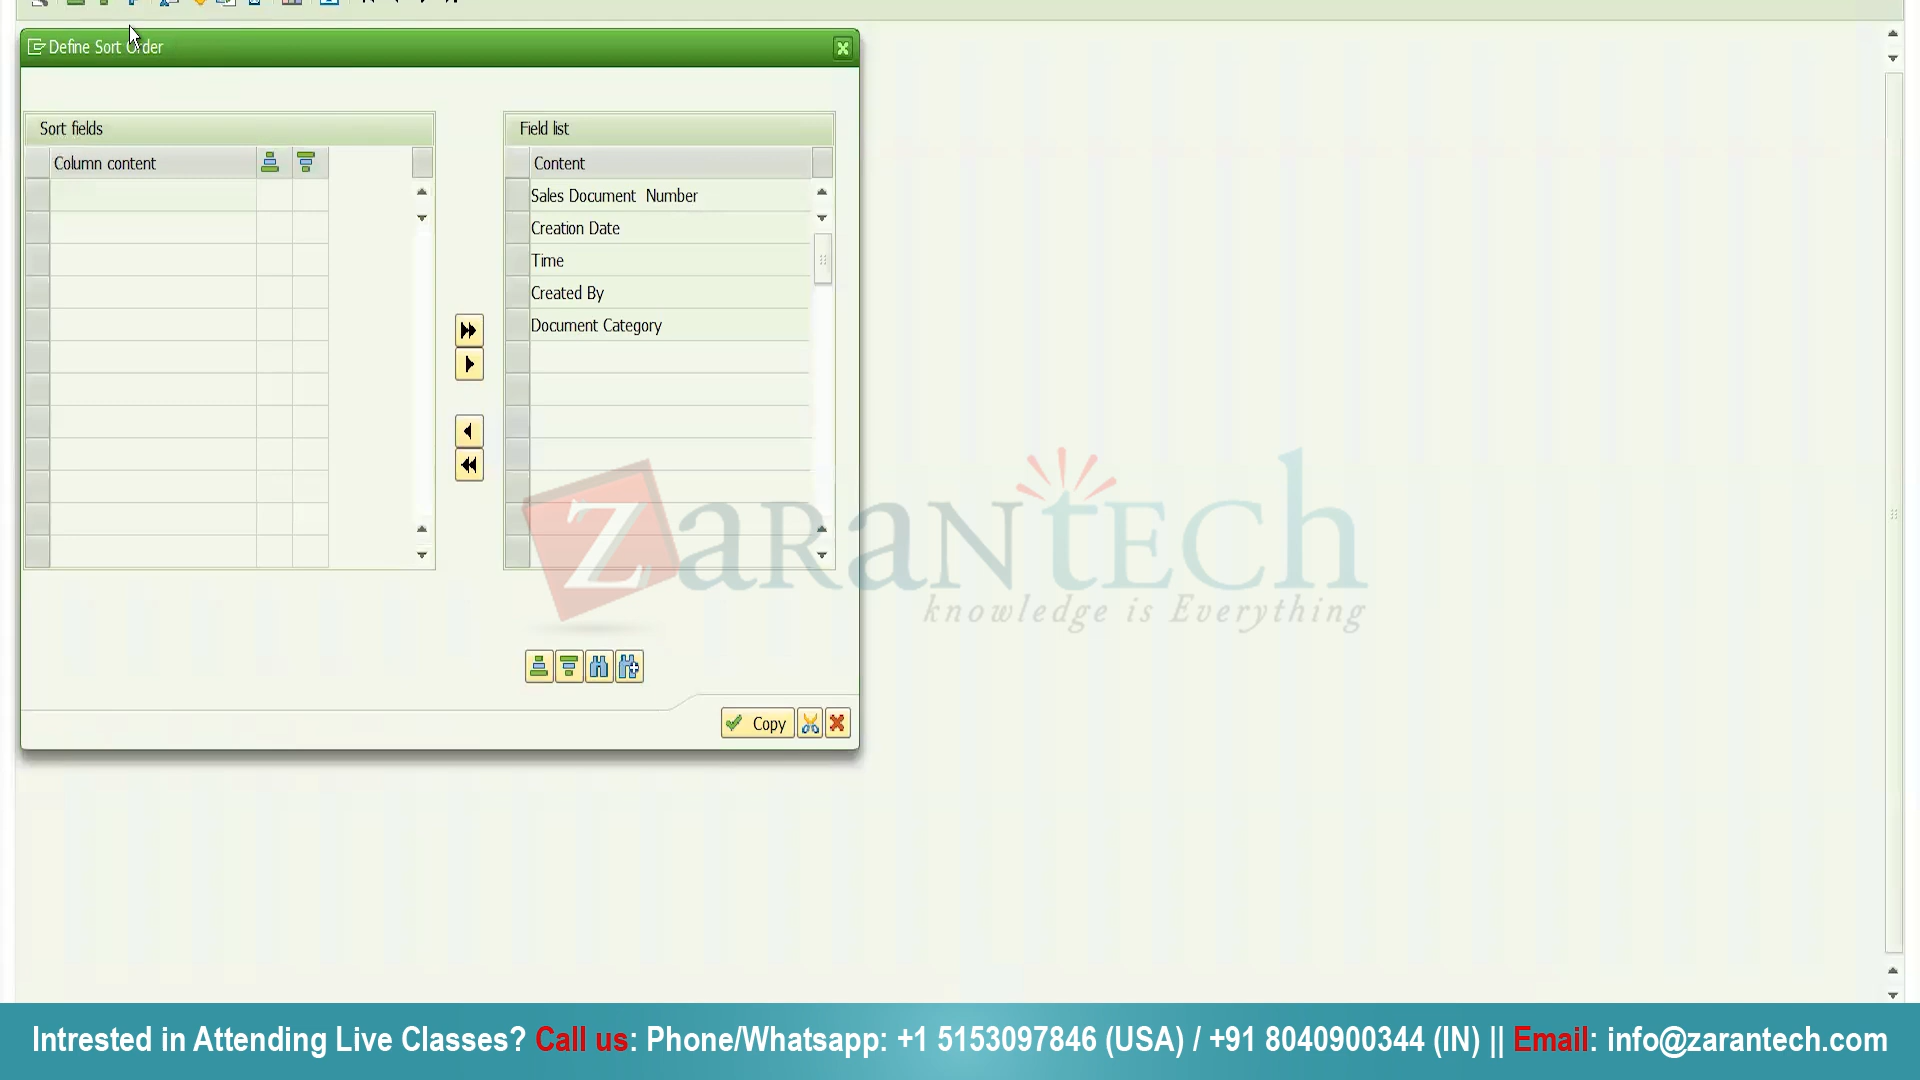 Define Sort Order
Sort fields
Field list
Column content
Content
Sales Document Number
Creation Date
Time
Created By
Document Category
ZaranTech
knowledge is Everything
Copy
Intrested in Attending Live Classes? Call us: Phone/Whatsapp: +1 5153097846 (USA) / +91 8040900344 (IN) || Email: info@zarantech.com